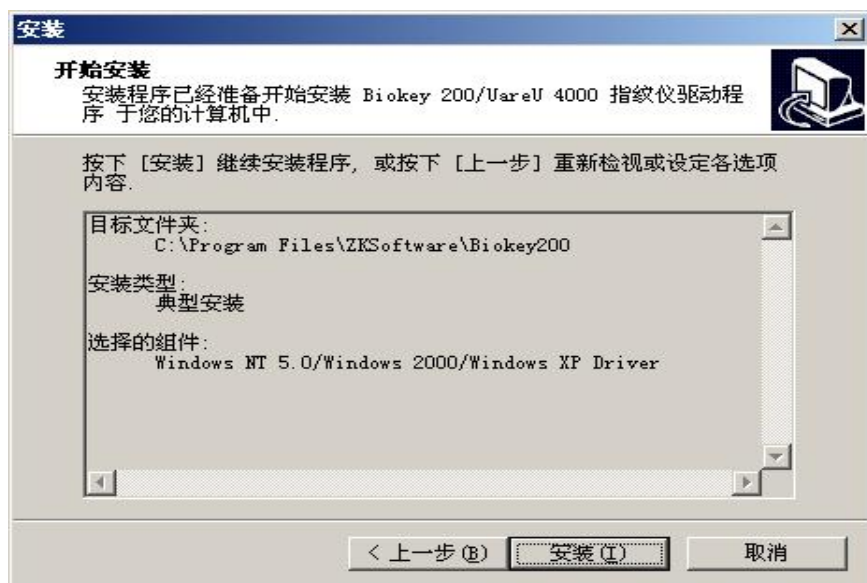 安装
开始安装
安装程序已经准备开始安装 Biokey 200/UareU 4000 指纹仪驱动程
序 于您的计算机中.
按下 [安装] 继续安装程序, 或按下 [上一步] 重新检视或设定各选项
内容.
目标文件夹:
C:\Program Files\ZKSoftware\Biokey200
安装类型:
典型安装
选择的组件:
Windows NT 5.0/Windows 2000/Windows XP Driver
< 上一步(B)
安装(I)
取消